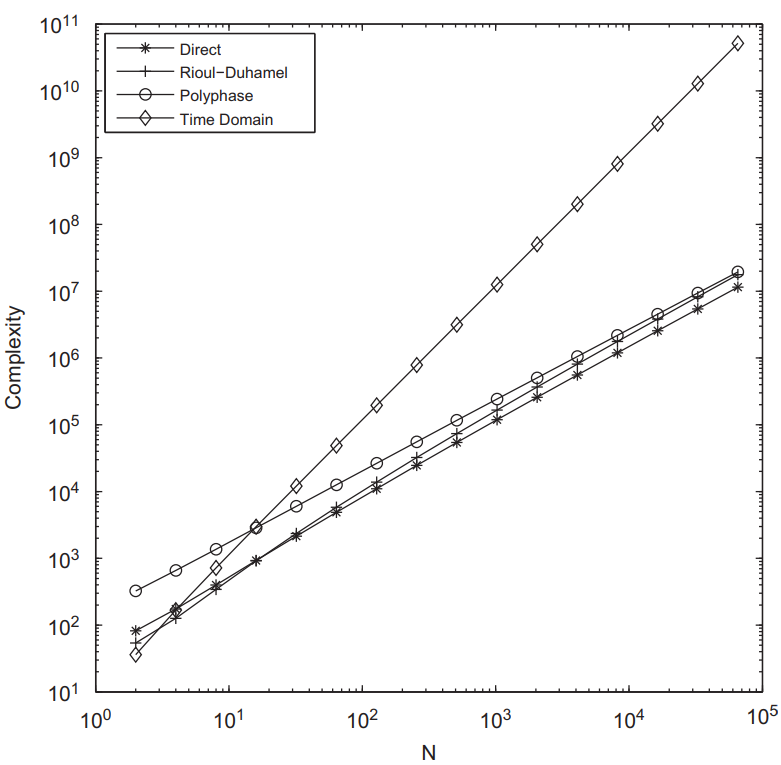 10^11
Direct
Rioul−Duhamel
Polyphase
Time Domain
10^10
10^9
10^8
10^7
10^6
10^5
10^4
10^3
10^2
10^1
Complexity
10^0 10^1 10^2 10^3 10^4 10^5
N